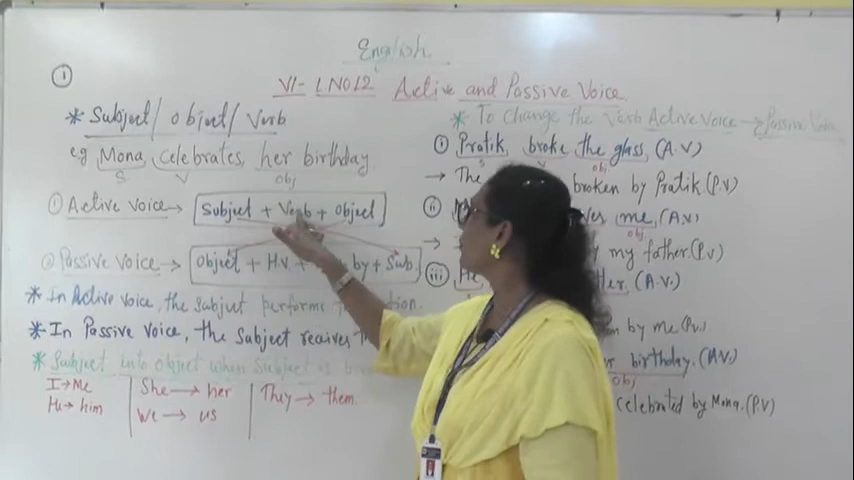 English
① VI- LNO12 Active and Passive Voice
* Subject/ object/ Verb
e.g Mona, celebrates, her birthday
S V obj
① Active voice → Subject + Verb + Object
② Passive voice → Object + H.V. + by + Sub.
* In Active voice, the subject performs
* In Passive voice, the subject
* Subject into object when Subject is
I → Me
He → him
She → her
We → us
They → them.
* To change the Verb Active Voice → Passive Voice
① Pratik, broke the glass, (A.V)
S V obj
→ The broken by Pratik (P.V)
ii me, (A.V)
obj
→ my father. (P.V)
iii He (A.V)
by me (P.V)
birthday. (A.V)
obj
celebrated by Mona. (P.V)